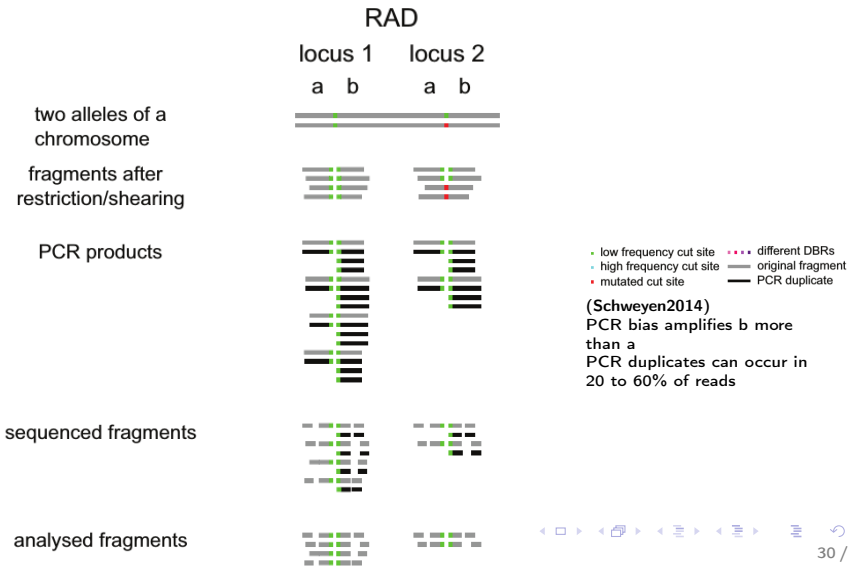 RAD
locus 1 locus 2
a b a b
two alleles of a
chromosome
fragments after
restriction/shearing
PCR products
low frequency cut site different DBRs
high frequency cut site original fragment
mutated cut site PCR duplicate
(Schweyen2014)
PCR bias amplifies b more
than a
PCR duplicates can occur in
20 to 60% of reads
sequenced fragments
analysed fragments
30 /